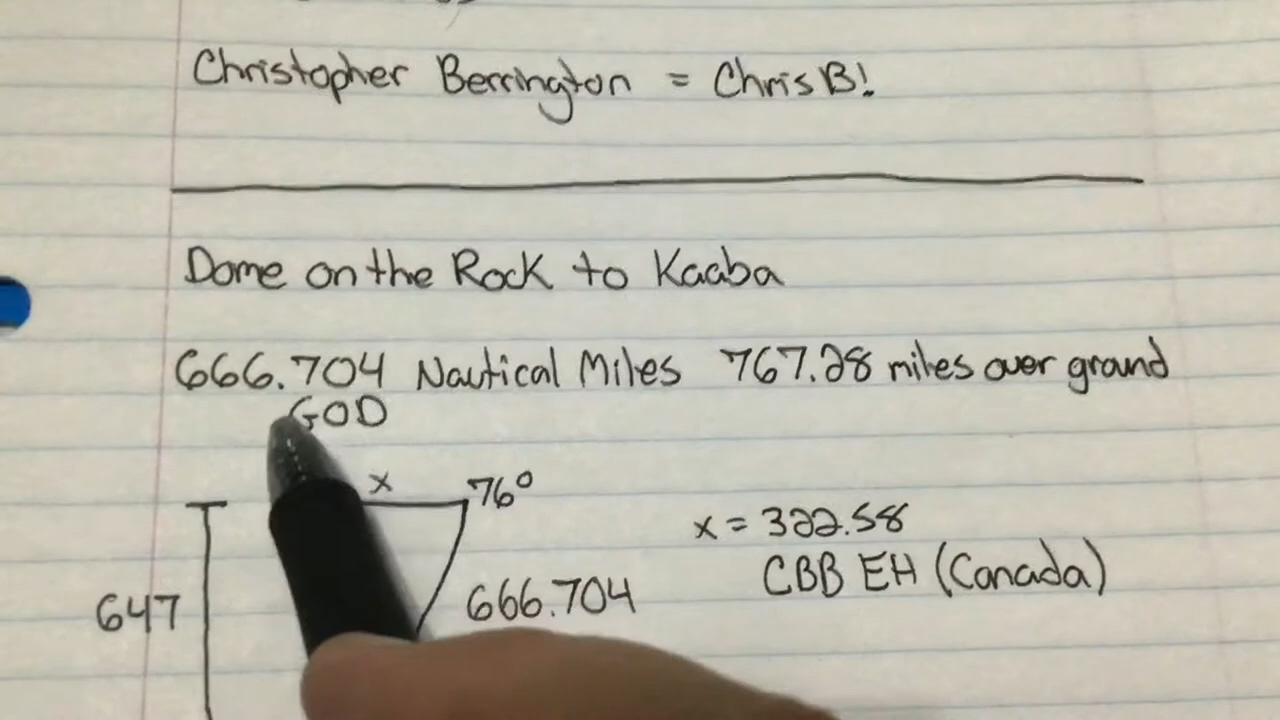 Christopher Berrington = Chris B!
Dome on the Rock to Kaaba
666.704 Nautical Miles 767.28 miles over ground
GOD
x 76°
x = 322.58
CBB EH (Canada)
647 666.704